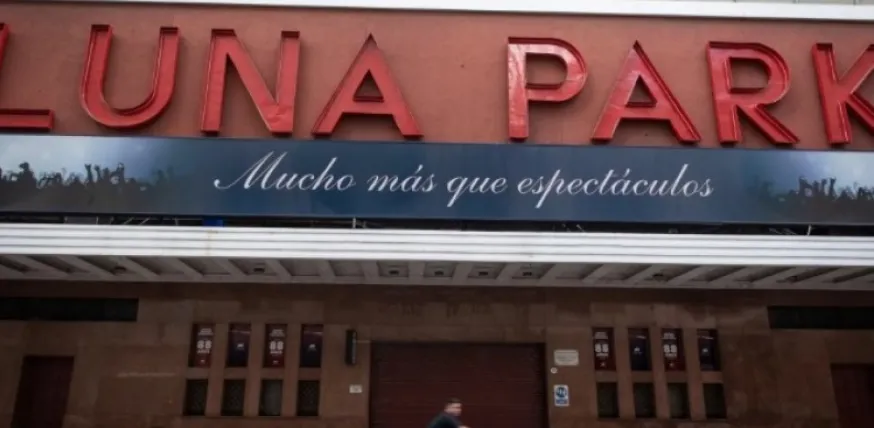 LUNA PARK
Mucho más que espectáculos